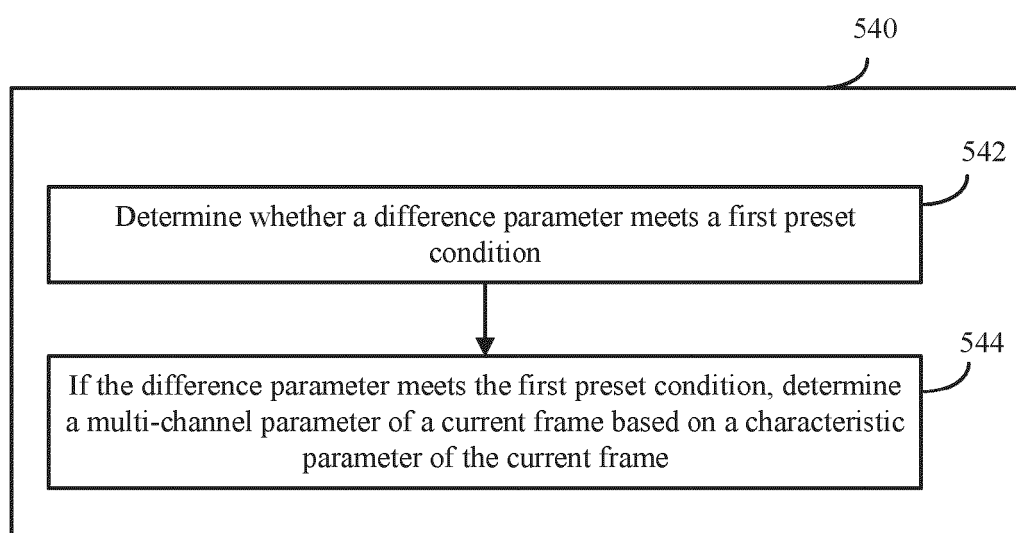 540
542
Determine whether a difference parameter meets a first preset
condition
544
If the difference parameter meets the first preset condition, determine
a multi-channel parameter of a current frame based on a characteristic
parameter of the current frame